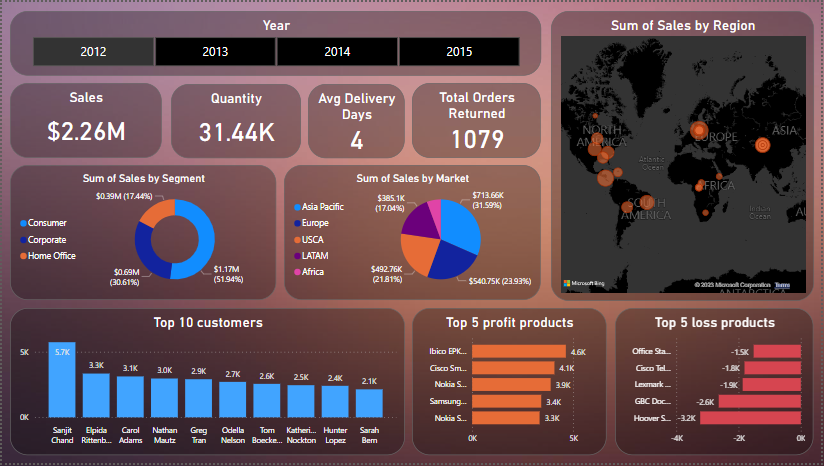 Year
2012
2013
2014
2015
Sales
$2.26M
Quantity
31.44K
Avg Delivery
Days
4
Total Orders
Returned
1079
Sum of Sales by Segment
Consumer
Corporate
Home Office
$0.39M (17.44%)
$0.69M
(30.61%)
$1.17M
(51.94%)
Sum of Sales by Market
Asia Pacific
Europe
USCA
LATAM
Africa
$385.1K
(17.04%)
$713.66K
(31.59%)
$492.76K
(21.81%)
$540.75K (23.93%)
Sum of Sales by Region
NORTH
AMERICA
EUROPE
ASIA
Atlantic
Ocean
AFRICA
SOUTH
AMERICA
Indian
Ocean
AU
Microsoft Bing
© 2023 Microsoft Corporation Terms
ANTARCTICA
Top 10 customers
5K
0K
5.7K
3.3K
3.1K
3.0K
2.9K
2.7K
2.6K
2.5K
2.4K
2.1K
Sanjit
Chand
Elpida
Rittenb...
Carol
Adams
Nathan
Mautz
Greg
Tran
Odella
Nelson
Tom
Boecke...
Katheri...
Nockton
Hunter
Lopez
Sarah
Bern
Top 5 profit products
Ibico EPK... 4.6K
Cisco Sm... 4.1K
Nokia S... 3.9K
Samsung... 3.4K
Nokia S... 3.3K
0K 5K
Top 5 loss products
Office Sta... -1.5K
Cisco Tel... -1.8K
Lexmark ... -1.9K
GBC Doc... -2.6K
Hoover S... -3.2K
-4K -2K 0K